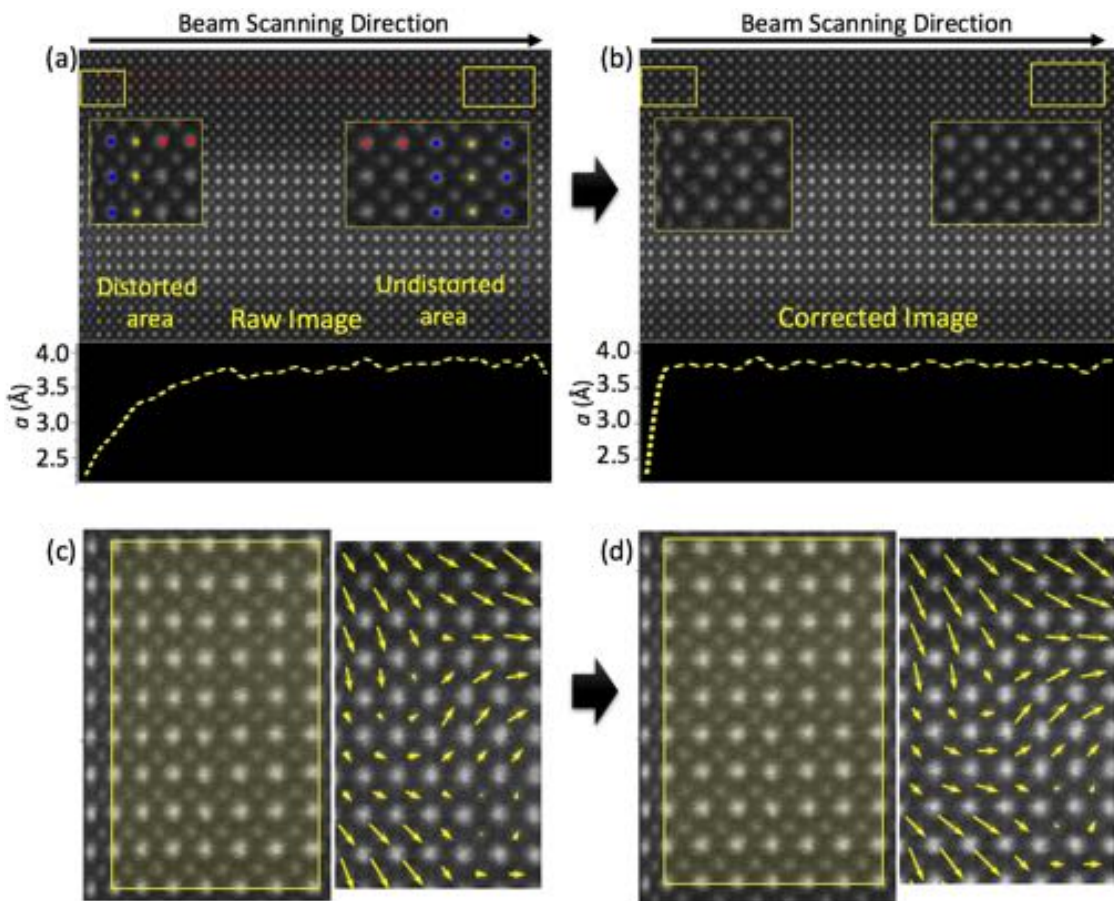 Beam Scanning Direction
Beam Scanning Direction
(a)
(b)
Distorted
area
Undistorted
area
Raw Image
Corrected Image
4.0
3.5
3.0
2.5
a (Å)
4.0
3.5
3.0
2.5
a (Å)
(c)
(d)